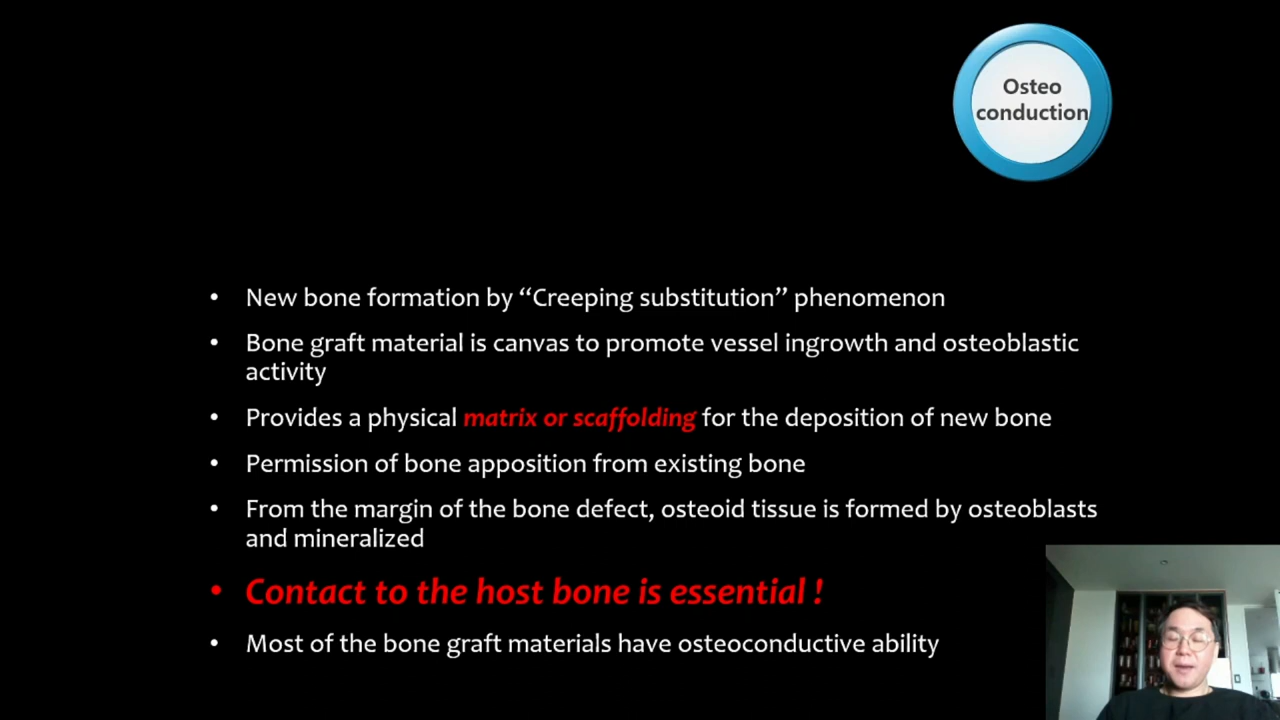 Osteo
conduction
• New bone formation by “Creeping substitution” phenomenon
• Bone graft material is canvas to promote vessel ingrowth and osteoblastic
activity
• Provides a physical matrix or scaffolding for the deposition of new bone
• Permission of bone apposition from existing bone
• From the margin of the bone defect, osteoid tissue is formed by osteoblasts
and mineralized
• Contact to the host bone is essential !
• Most of the bone graft materials have osteoconductive ability